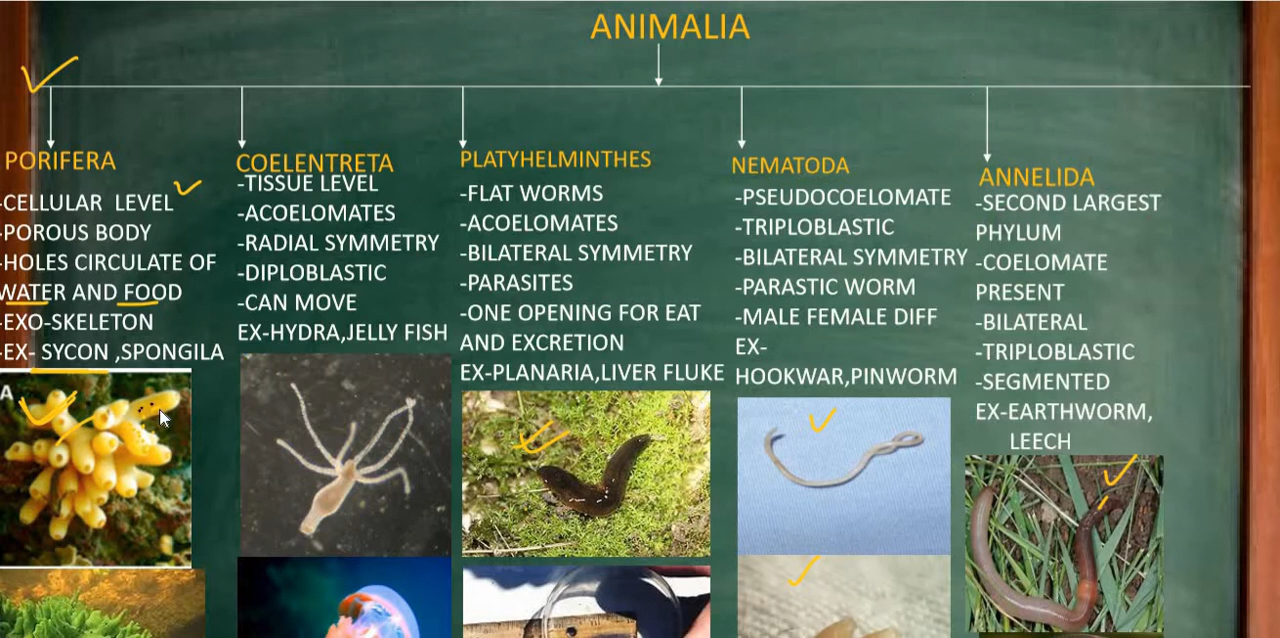 ANIMALIA
PORIFERA
-CELLULAR LEVEL
-POROUS BODY
-HOLES CIRCULATE OF
WATER AND FOOD
-EXO-SKELETON
-EX- SYCON ,SPONGILA
A
COELENTRETA
-TISSUE LEVEL
-ACOELOMATES
-RADIAL SYMMETRY
-DIPLOBLASTIC
-CAN MOVE
EX-HYDRA,JELLY FISH
PLATYHELMINTHES
-FLAT WORMS
-ACOELOMATES
-BILATERAL SYMMETRY
-PARASITES
-ONE OPENING FOR EAT
AND EXCRETION
EX-PLANARIA,LIVER FLUKE
NEMATODA
-PSEUDOCOELOMATE
-TRIPLOBLASTIC
-BILATERAL SYMMETRY
-PARASTIC WORM
-MALE FEMALE DIFF
EX-
HOOKWAR,PINWORM
ANNELIDA
-SECOND LARGEST
PHYLUM
-COELOMATE
PRESENT
-BILATERAL
-TRIPLOBLASTIC
-SEGMENTED
EX-EARTHWORM,
LEECH